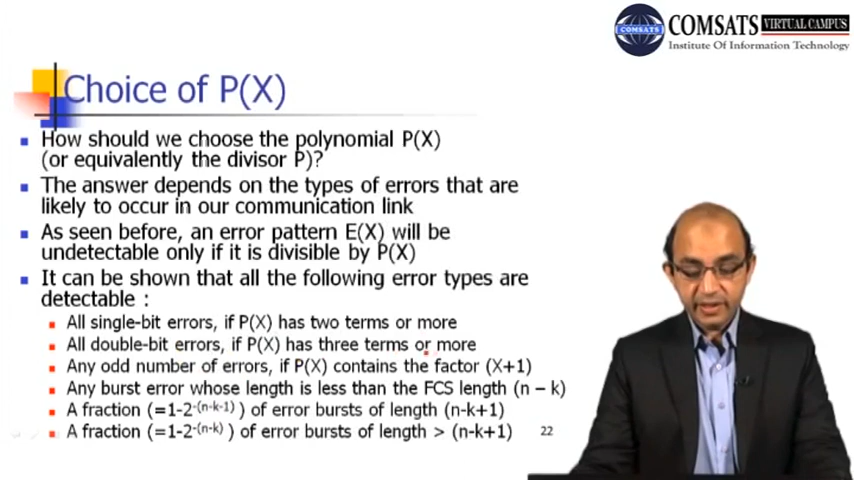 COMSATS VIRTUAL CAMPUS
COMSATS
Institute Of Information Technology
Choice of P(X)
How should we choose the polynomial P(X)
(or equivalently the divisor P)?
The answer depends on the types of errors that are
likely to occur in our communication link
As seen before, an error pattern E(X) will be
undetectable only if it is divisible by P(X)
It can be shown that all the following error types are
detectable :
All single-bit errors, if P(X) has two terms or more
All double-bit errors, if P(X) has three terms or more
Any odd number of errors, if P(X) contains the factor (X+1)
Any burst error whose length is less than the FCS length (n – k)
A fraction (=1-2^-(n-k-1) ) of error bursts of length (n-k+1)
A fraction (=1-2^-(n-k) ) of error bursts of length > (n-k+1)
22